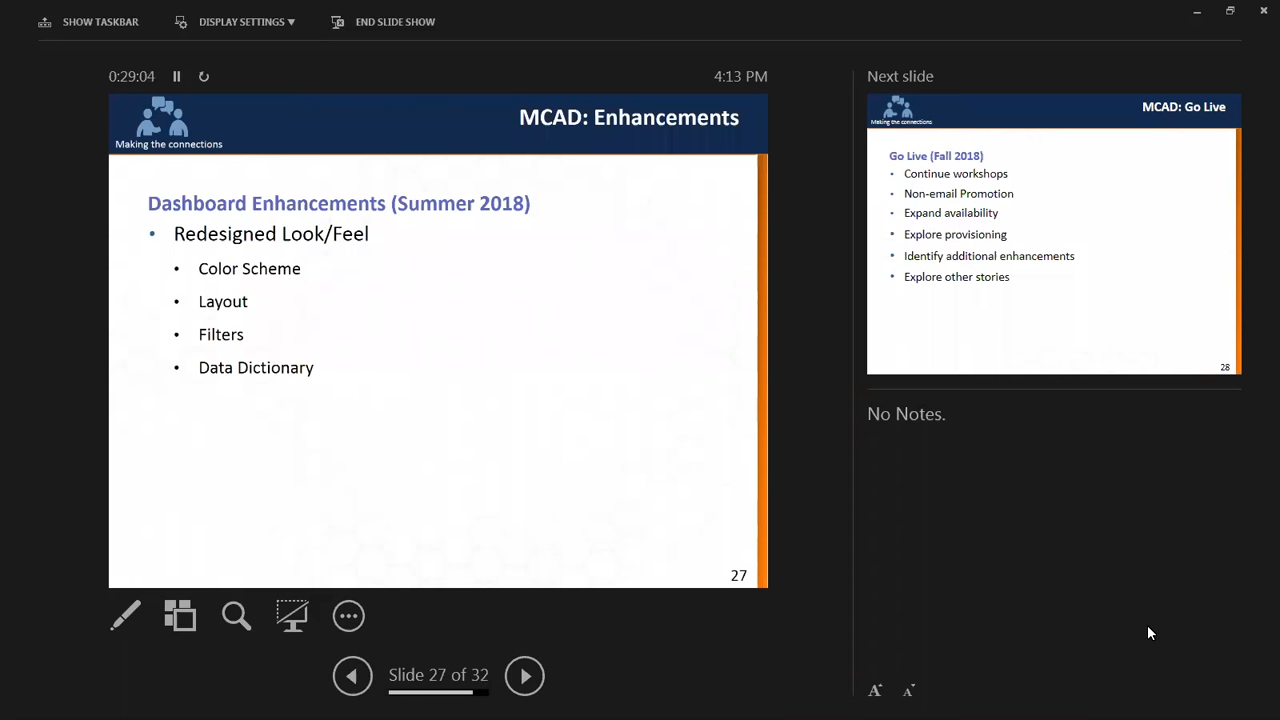 SHOW TASKBAR
DISPLAY SETTINGS ▼
END SLIDE SHOW
0:29:04
4:13 PM
Making the connections
MCAD: Enhancements
Dashboard Enhancements (Summer 2018)
• Redesigned Look/Feel
• Color Scheme
• Layout
• Filters
• Data Dictionary
27
Slide 27 of 32
Next slide
Making the connections
MCAD: Go Live
Go Live (Fall 2018)
• Continue workshops
• Non-email Promotion
• Expand availability
• Explore provisioning
• Identify additional enhancements
• Explore other stories
28
No Notes.
A A